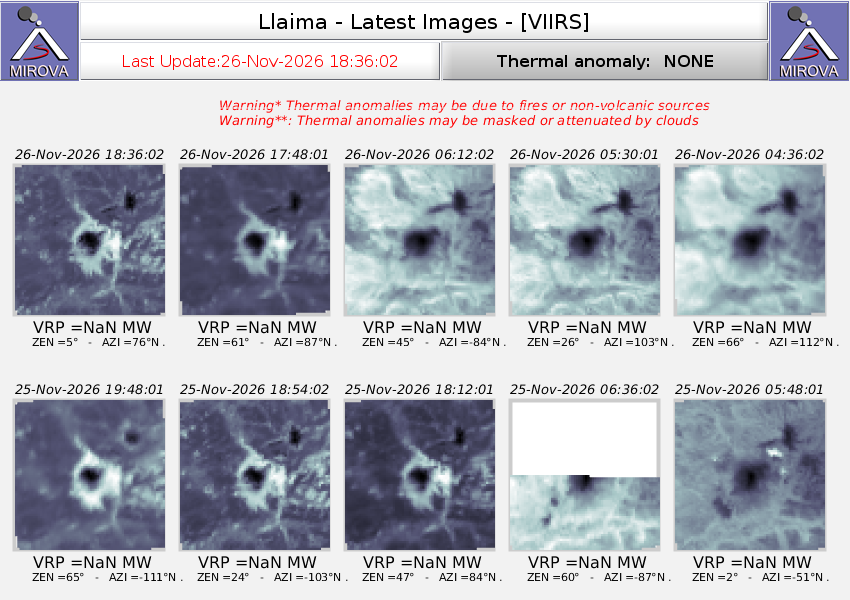 Llaima - Latest Images - [VIIRS]
MIROVA
MIROVA
Last Update:26-Nov-2026 18:36:02
Thermal anomaly: NONE
Warning* Thermal anomalies may be due to fires or non-volcanic sources
Warning**: Thermal anomalies may be masked or attenuated by clouds
26-Nov-2026 18:36:02
26-Nov-2026 17:48:01
26-Nov-2026 06:12:02
26-Nov-2026 05:30:01
26-Nov-2026 04:36:02
VRP =NaN MW
VRP =NaN MW
VRP =NaN MW
VRP =NaN MW
VRP =NaN MW
ZEN =5° - AZI =76°N .
ZEN =61° - AZI =87°N .
ZEN =45° - AZI =-84°N .
ZEN =26° - AZI =103°N .
ZEN =66° - AZI =112°N .
25-Nov-2026 19:48:01
25-Nov-2026 18:54:02
25-Nov-2026 18:12:01
25-Nov-2026 06:36:02
25-Nov-2026 05:48:01
VRP =NaN MW
VRP =NaN MW
VRP =NaN MW
VRP =NaN MW
VRP =NaN MW
ZEN =65° - AZI =-111°N .
ZEN =24° - AZI =-103°N .
ZEN =47° - AZI =84°N .
ZEN =60° - AZI =-87°N .
ZEN =2° - AZI =-51°N .